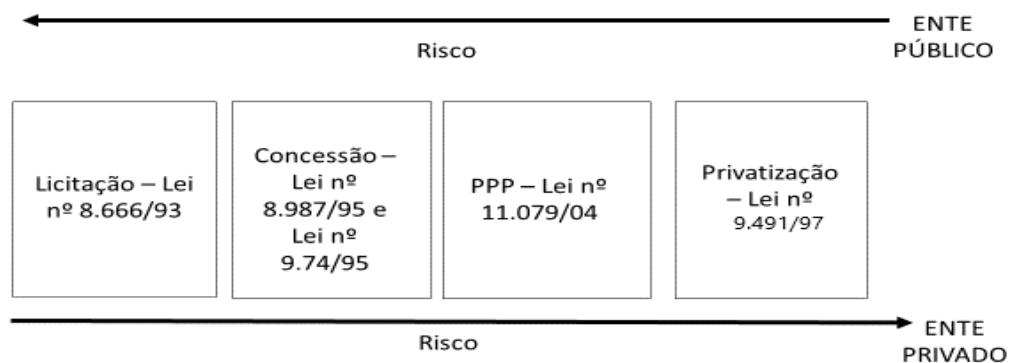 ENTE
PÚBLICO
Risco
Licitação – Lei
nº 8.666/93
Concessão –
Lei nº
8.987/95 e
Lei nº
9.74/95
PPP – Lei nº
11.079/04
Privatização
– Lei nº
9.491/97
Risco
ENTE
PRIVADO